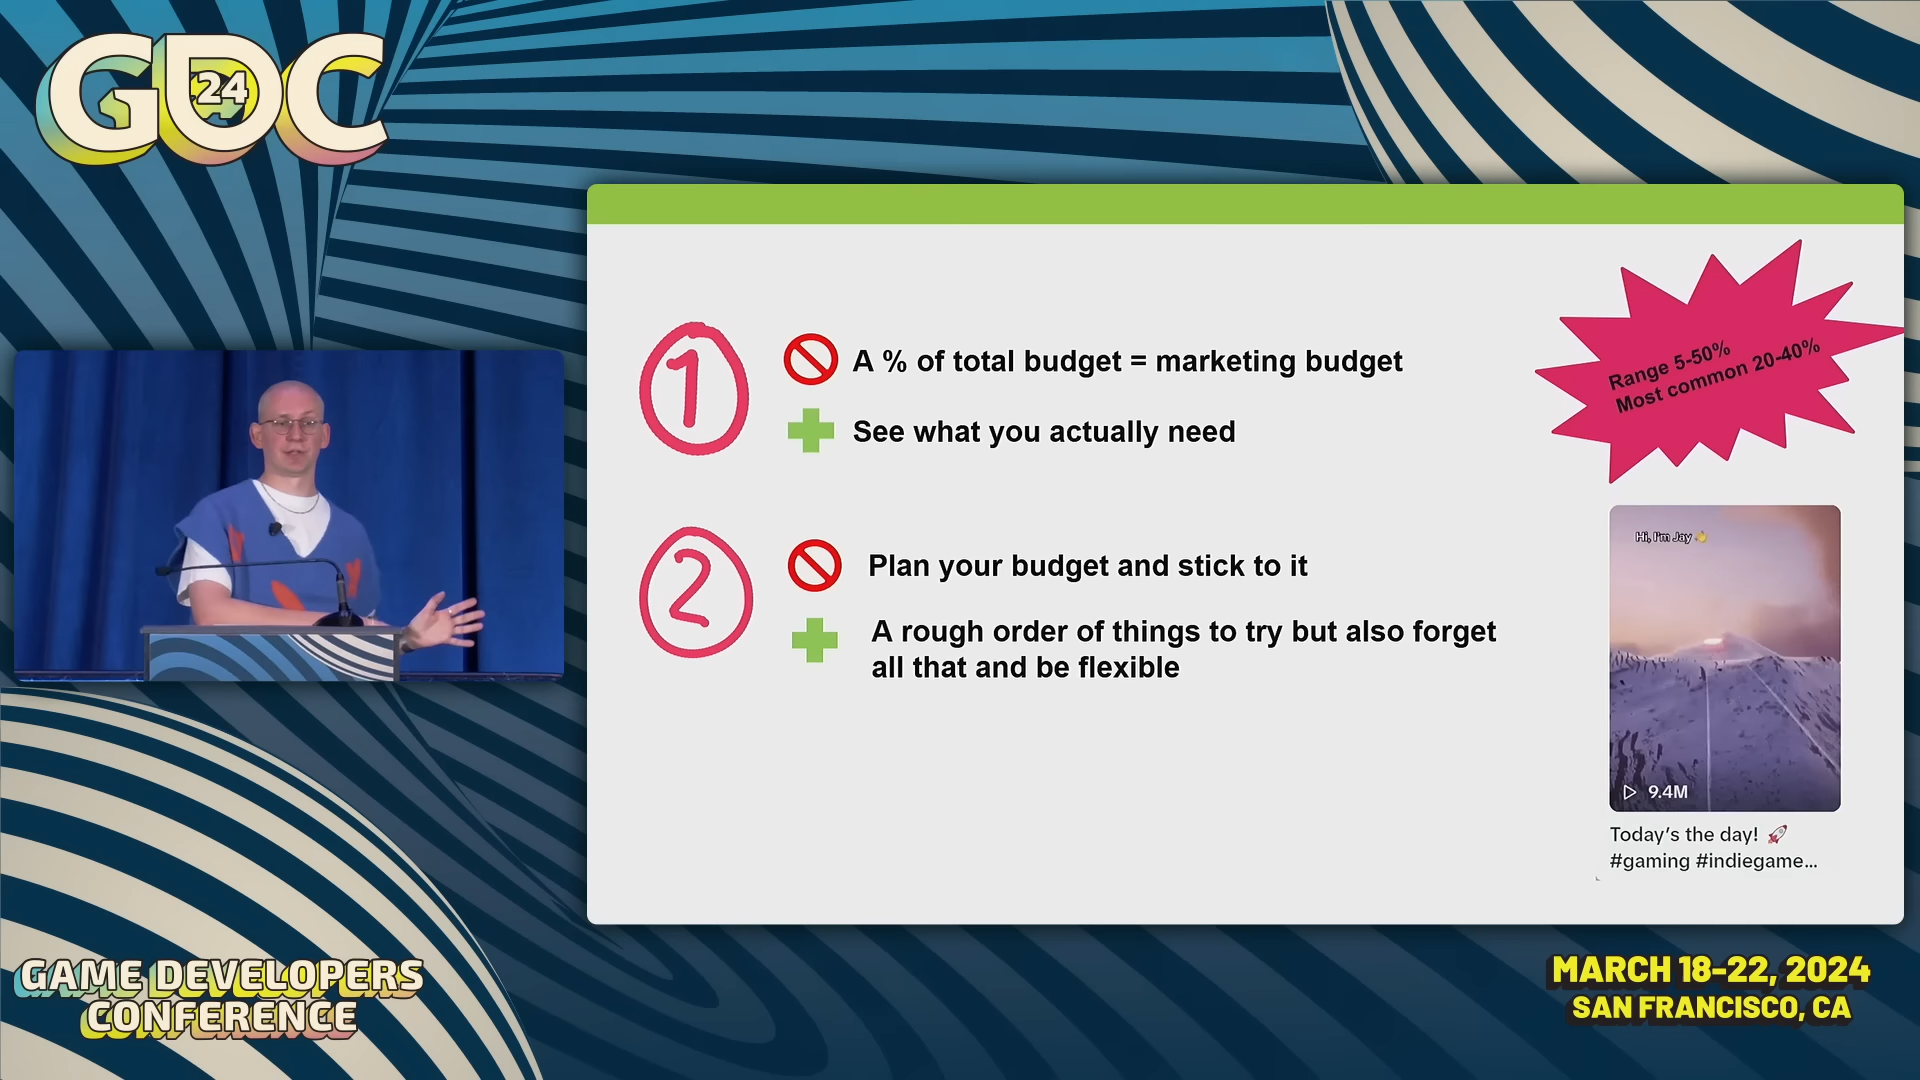 GDC
24
1
A % of total budget = marketing budget
See what you actually need
Range 5-50%
Most common 20-40%
2
Plan your budget and stick to it
A rough order of things to try but also forget
all that and be flexible
Hi, I'm Jay 👋
9.4M
Today's the day! 🚀
#gaming #indiegame...
GAME DEVELOPERS
CONFERENCE
MARCH 18-22, 2024
SAN FRANCISCO, CA